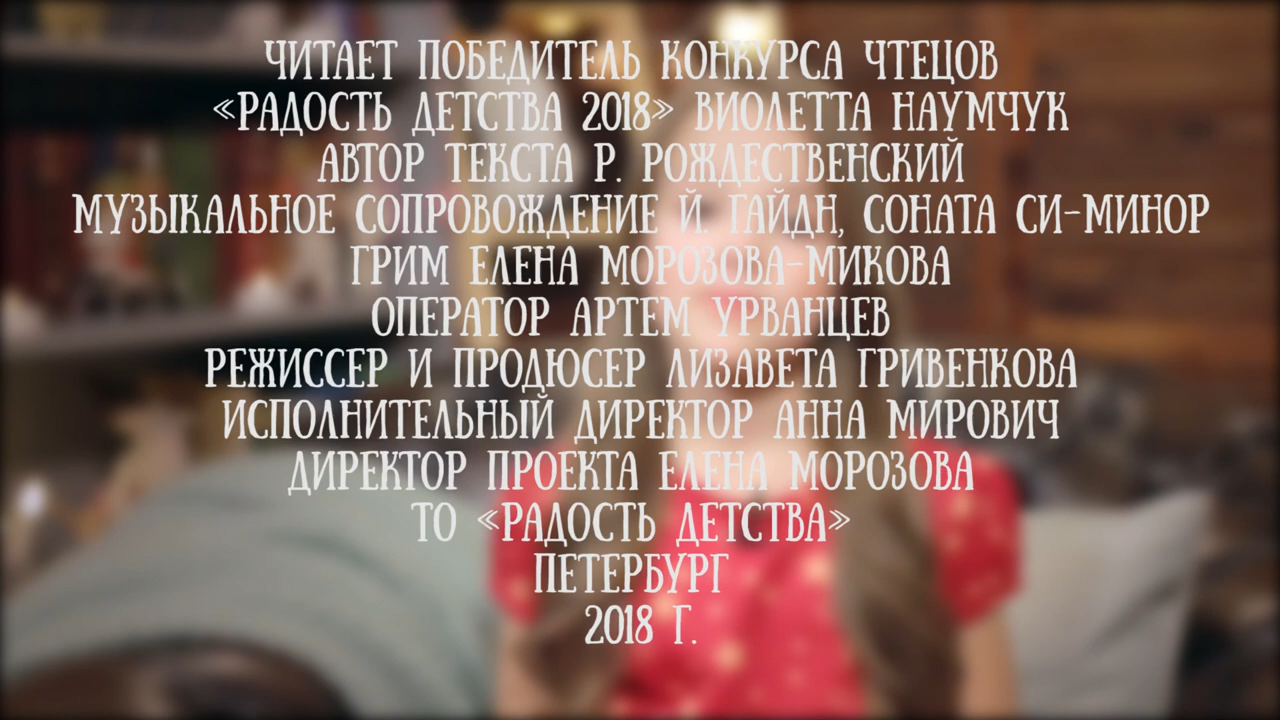 ЧИТАЕТ ПОБЕДИТЕЛЬ КОНКУРСА ЧТЕЦОВ
«РАДОСТЬ ДЕТСТВА 2018» ВИОЛЕТТА НАУМЧУК
АВТОР ТЕКСТА Р. РОЖДЕСТВЕНСКИЙ
МУЗЫКАЛЬНОЕ СОПРОВОЖДЕНИЕ Й. ГАЙДН, СОНАТА СИ-МИНОР
ГРИМ ЕЛЕНА МОРОЗОВА-МИКОВА
ОПЕРАТОР АРТЕМ УРВАНЦЕВ
РЕЖИССЕР И ПРОДЮСЕР ЛИЗАВЕТА ГРИВЕНКОВА
ИСПОЛНИТЕЛЬНЫЙ ДИРЕКТОР АННА МИРОВИЧ
ДИРЕКТОР ПРОЕКТА ЕЛЕНА МОРОЗОВА
ТО «РАДОСТЬ ДЕТСТВА»
ПЕТЕРБУРГ
2018 Г.